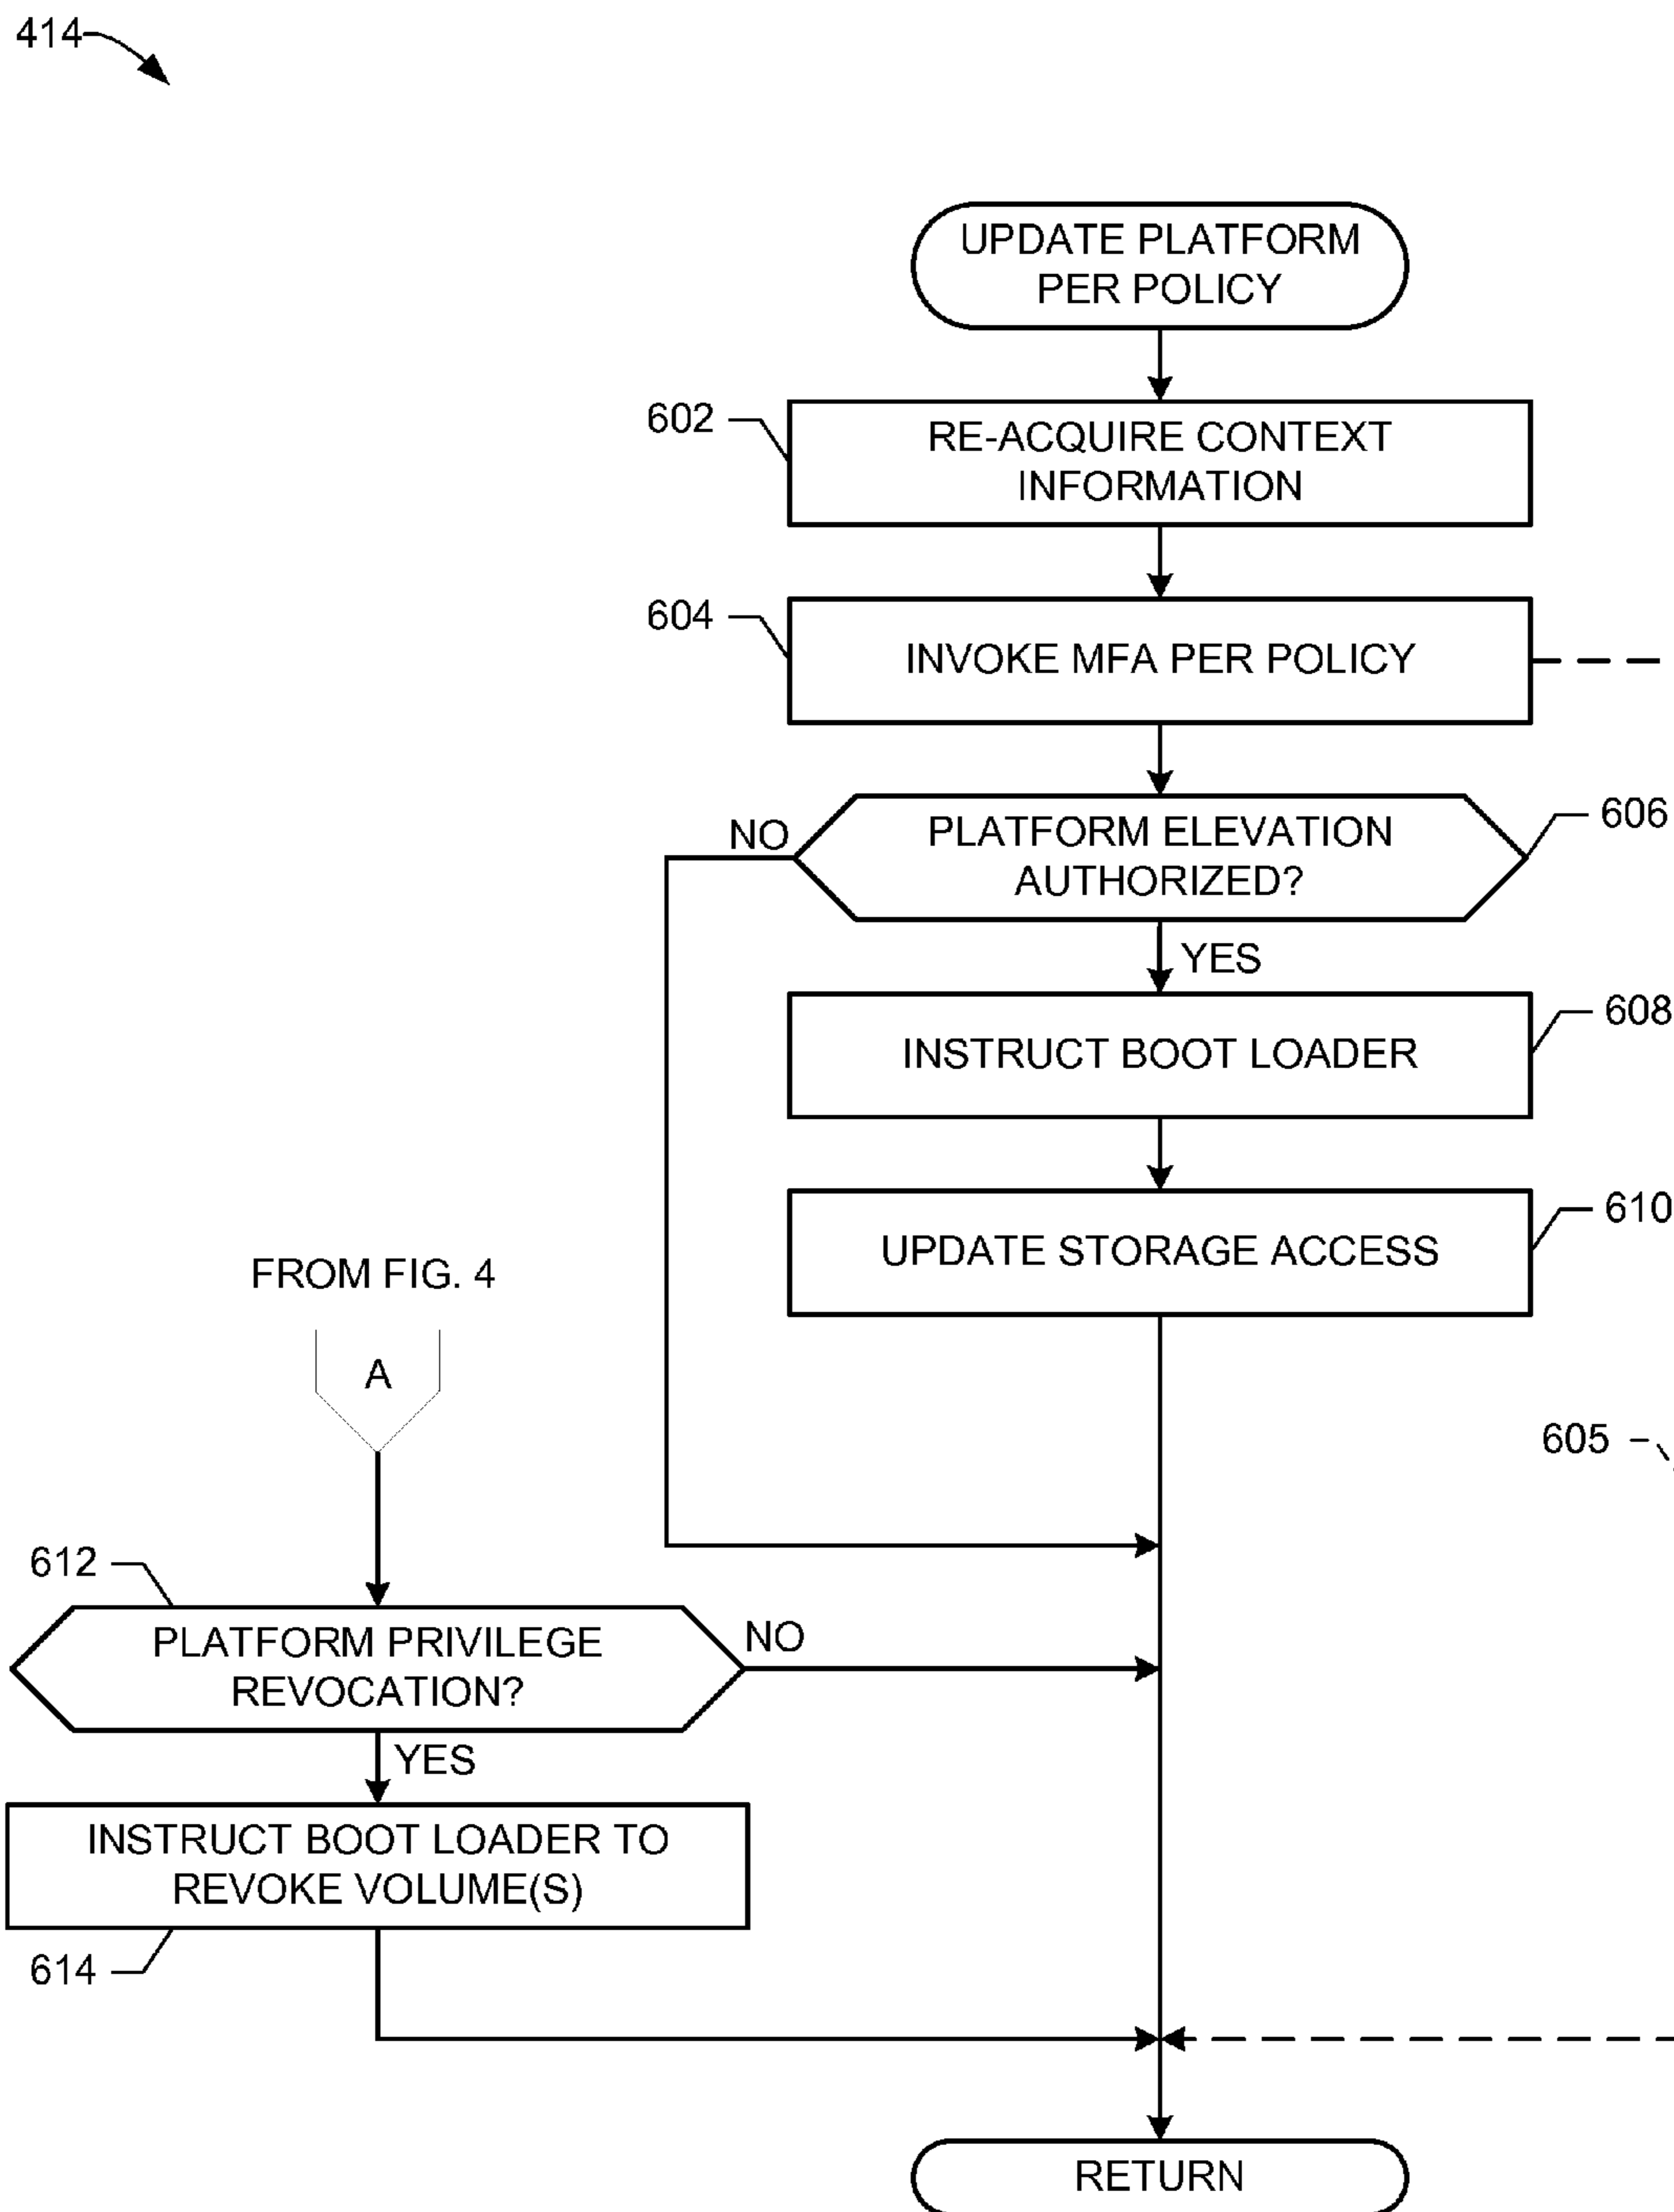 414
UPDATE PLATFORM
PER POLICY
602
RE-ACQUIRE CONTEXT
INFORMATION
604
INVOKE MFA PER POLICY
NO
PLATFORM ELEVATION
AUTHORIZED?
606
YES
608
INSTRUCT BOOT LOADER
610
UPDATE STORAGE ACCESS
FROM FIG. 4
A
605
612
PLATFORM PRIVILEGE
REVOCATION?
NO
YES
INSTRUCT BOOT LOADER TO
REVOKE VOLUME(S)
614
RETURN